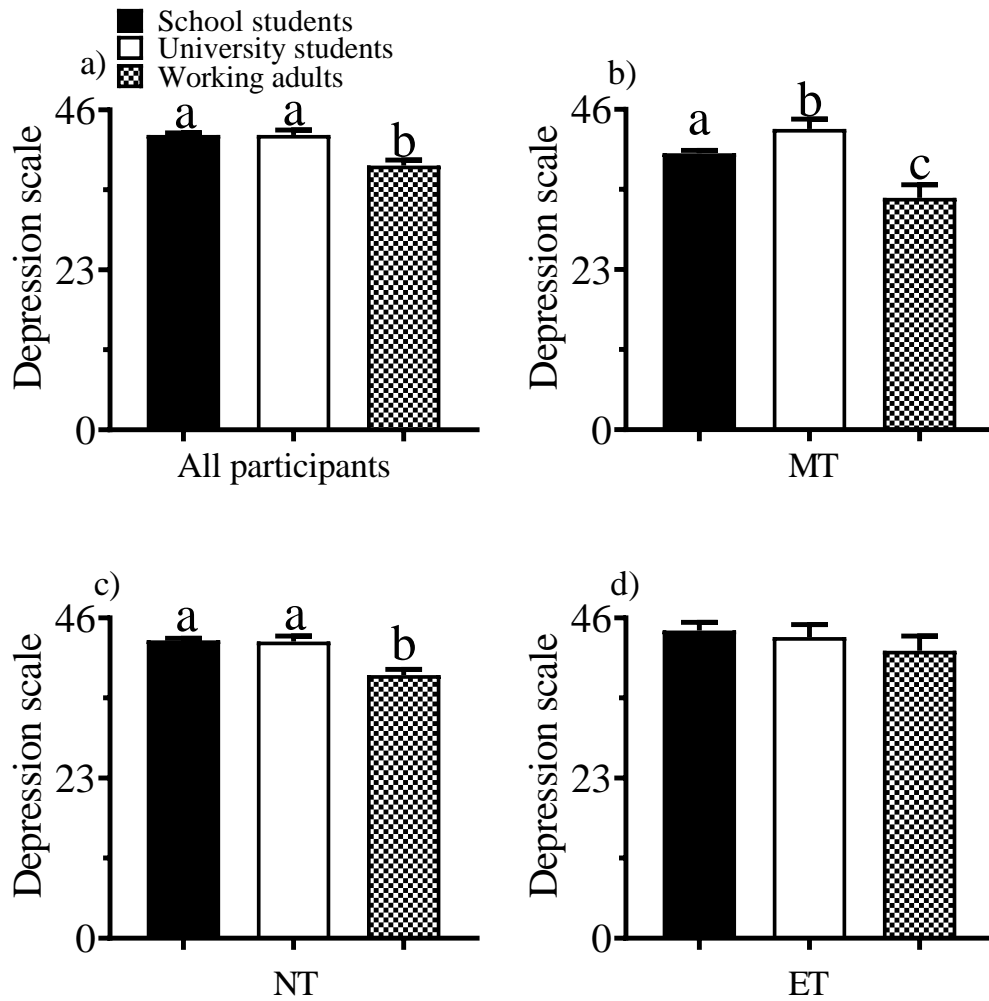 School students
University students
Working adults
a)
46
23
0
Depression scale
a
a
b
All participants
b)
46
23
0
Depression scale
a
b
c
MT
c)
46
23
0
Depression scale
a
a
b
NT
d)
46
23
0
Depression scale
ET